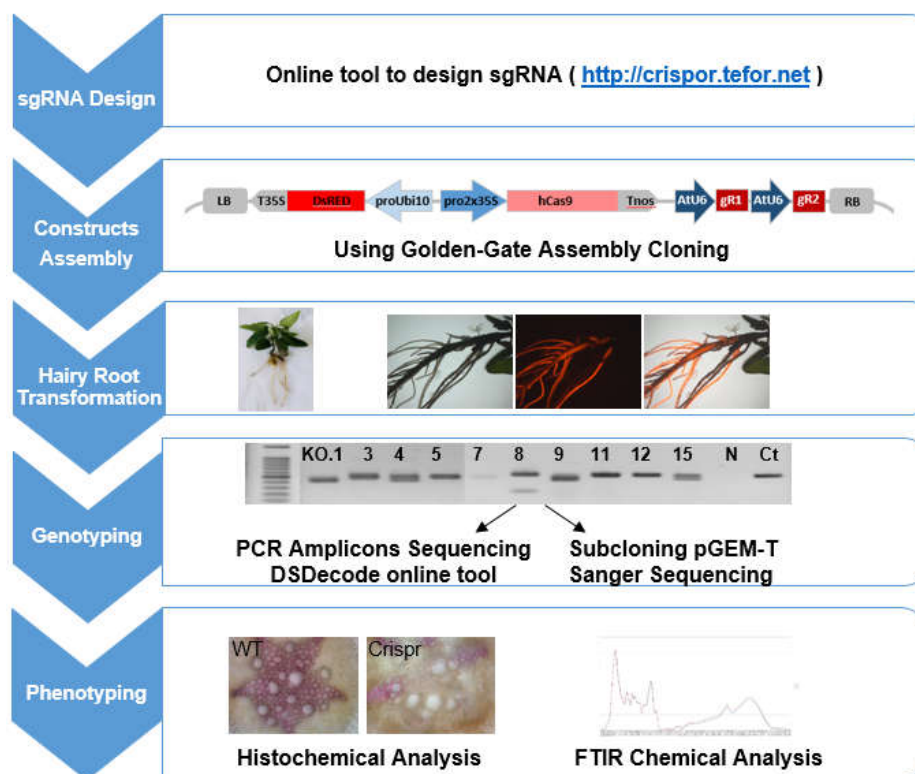 sgRNA Design
Online tool to design sgRNA ( http://crispor.tefor.net )
Constructs
Assembly
LB T35S DsRED proUbi10 pro2x35S hCas9 Tnos AtU6 gR1 AtU6 gR2 RB
Using Golden-Gate Assembly Cloning
Hairy Root
Transformation
Genotyping
KO.1 3 4 5 7 8 9 11 12 15 N Ct
PCR Amplicons Sequencing
DSDecode online tool
Subcloning pGEM-T
Sanger Sequencing
Phenotyping
WT
Crispr
Histochemical Analysis
FTIR Chemical Analysis